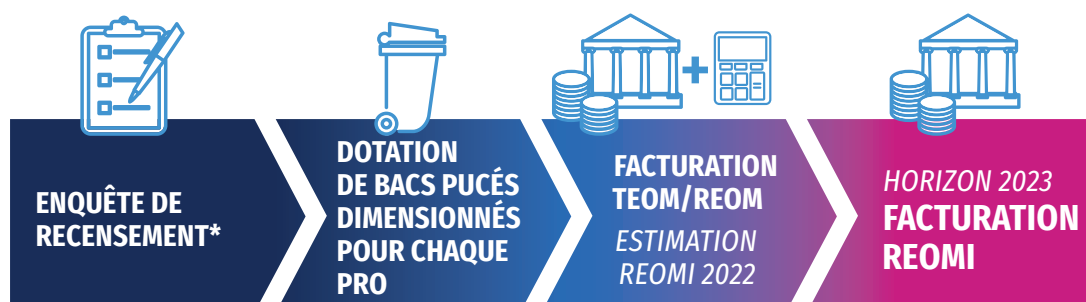 ENQUÊTE DE
RECENSEMENT*
DOTATION
DE BACS PUCÉS
DIMENSIONNÉS
POUR CHAQUE
PRO
FACTURATION
TEOM/REOM
ESTIMATION
REOMI 2022
HORIZON 2023
FACTURATION
REOMI